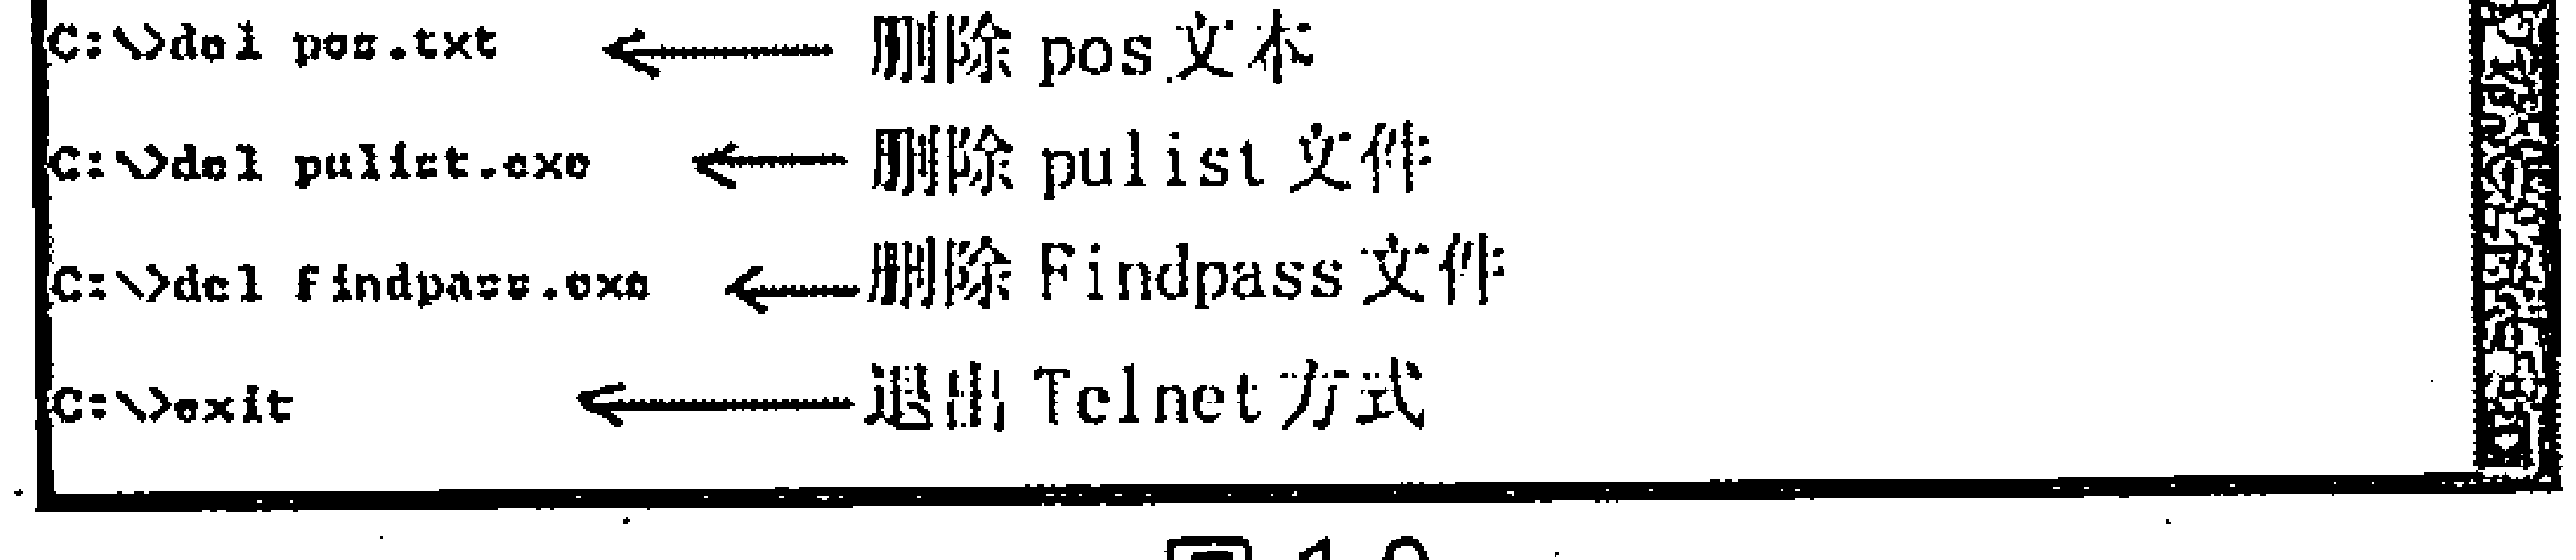 C:\>del pos.txt 删除 pos 文本
C:\>del pulist.exe 删除 pulist 文件
C:\>del findpass.exe 删除 Findpass 文件
C:\>exit 退出 Telnet 方式